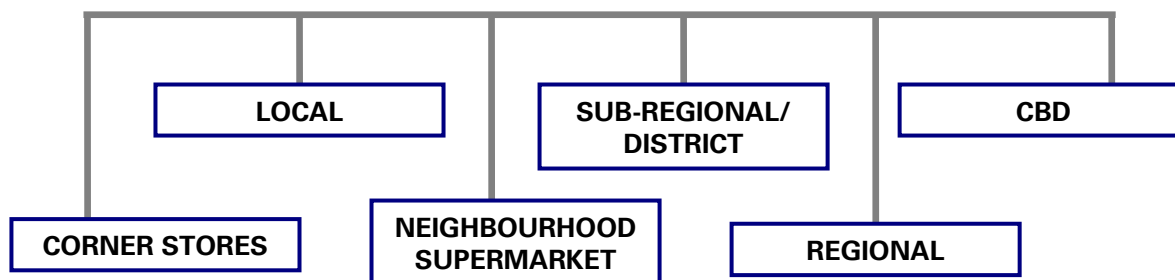 LOCAL
SUB-REGIONAL/
DISTRICT
CBD
CORNER STORES
NEIGHBOURHOOD
SUPERMARKET
REGIONAL